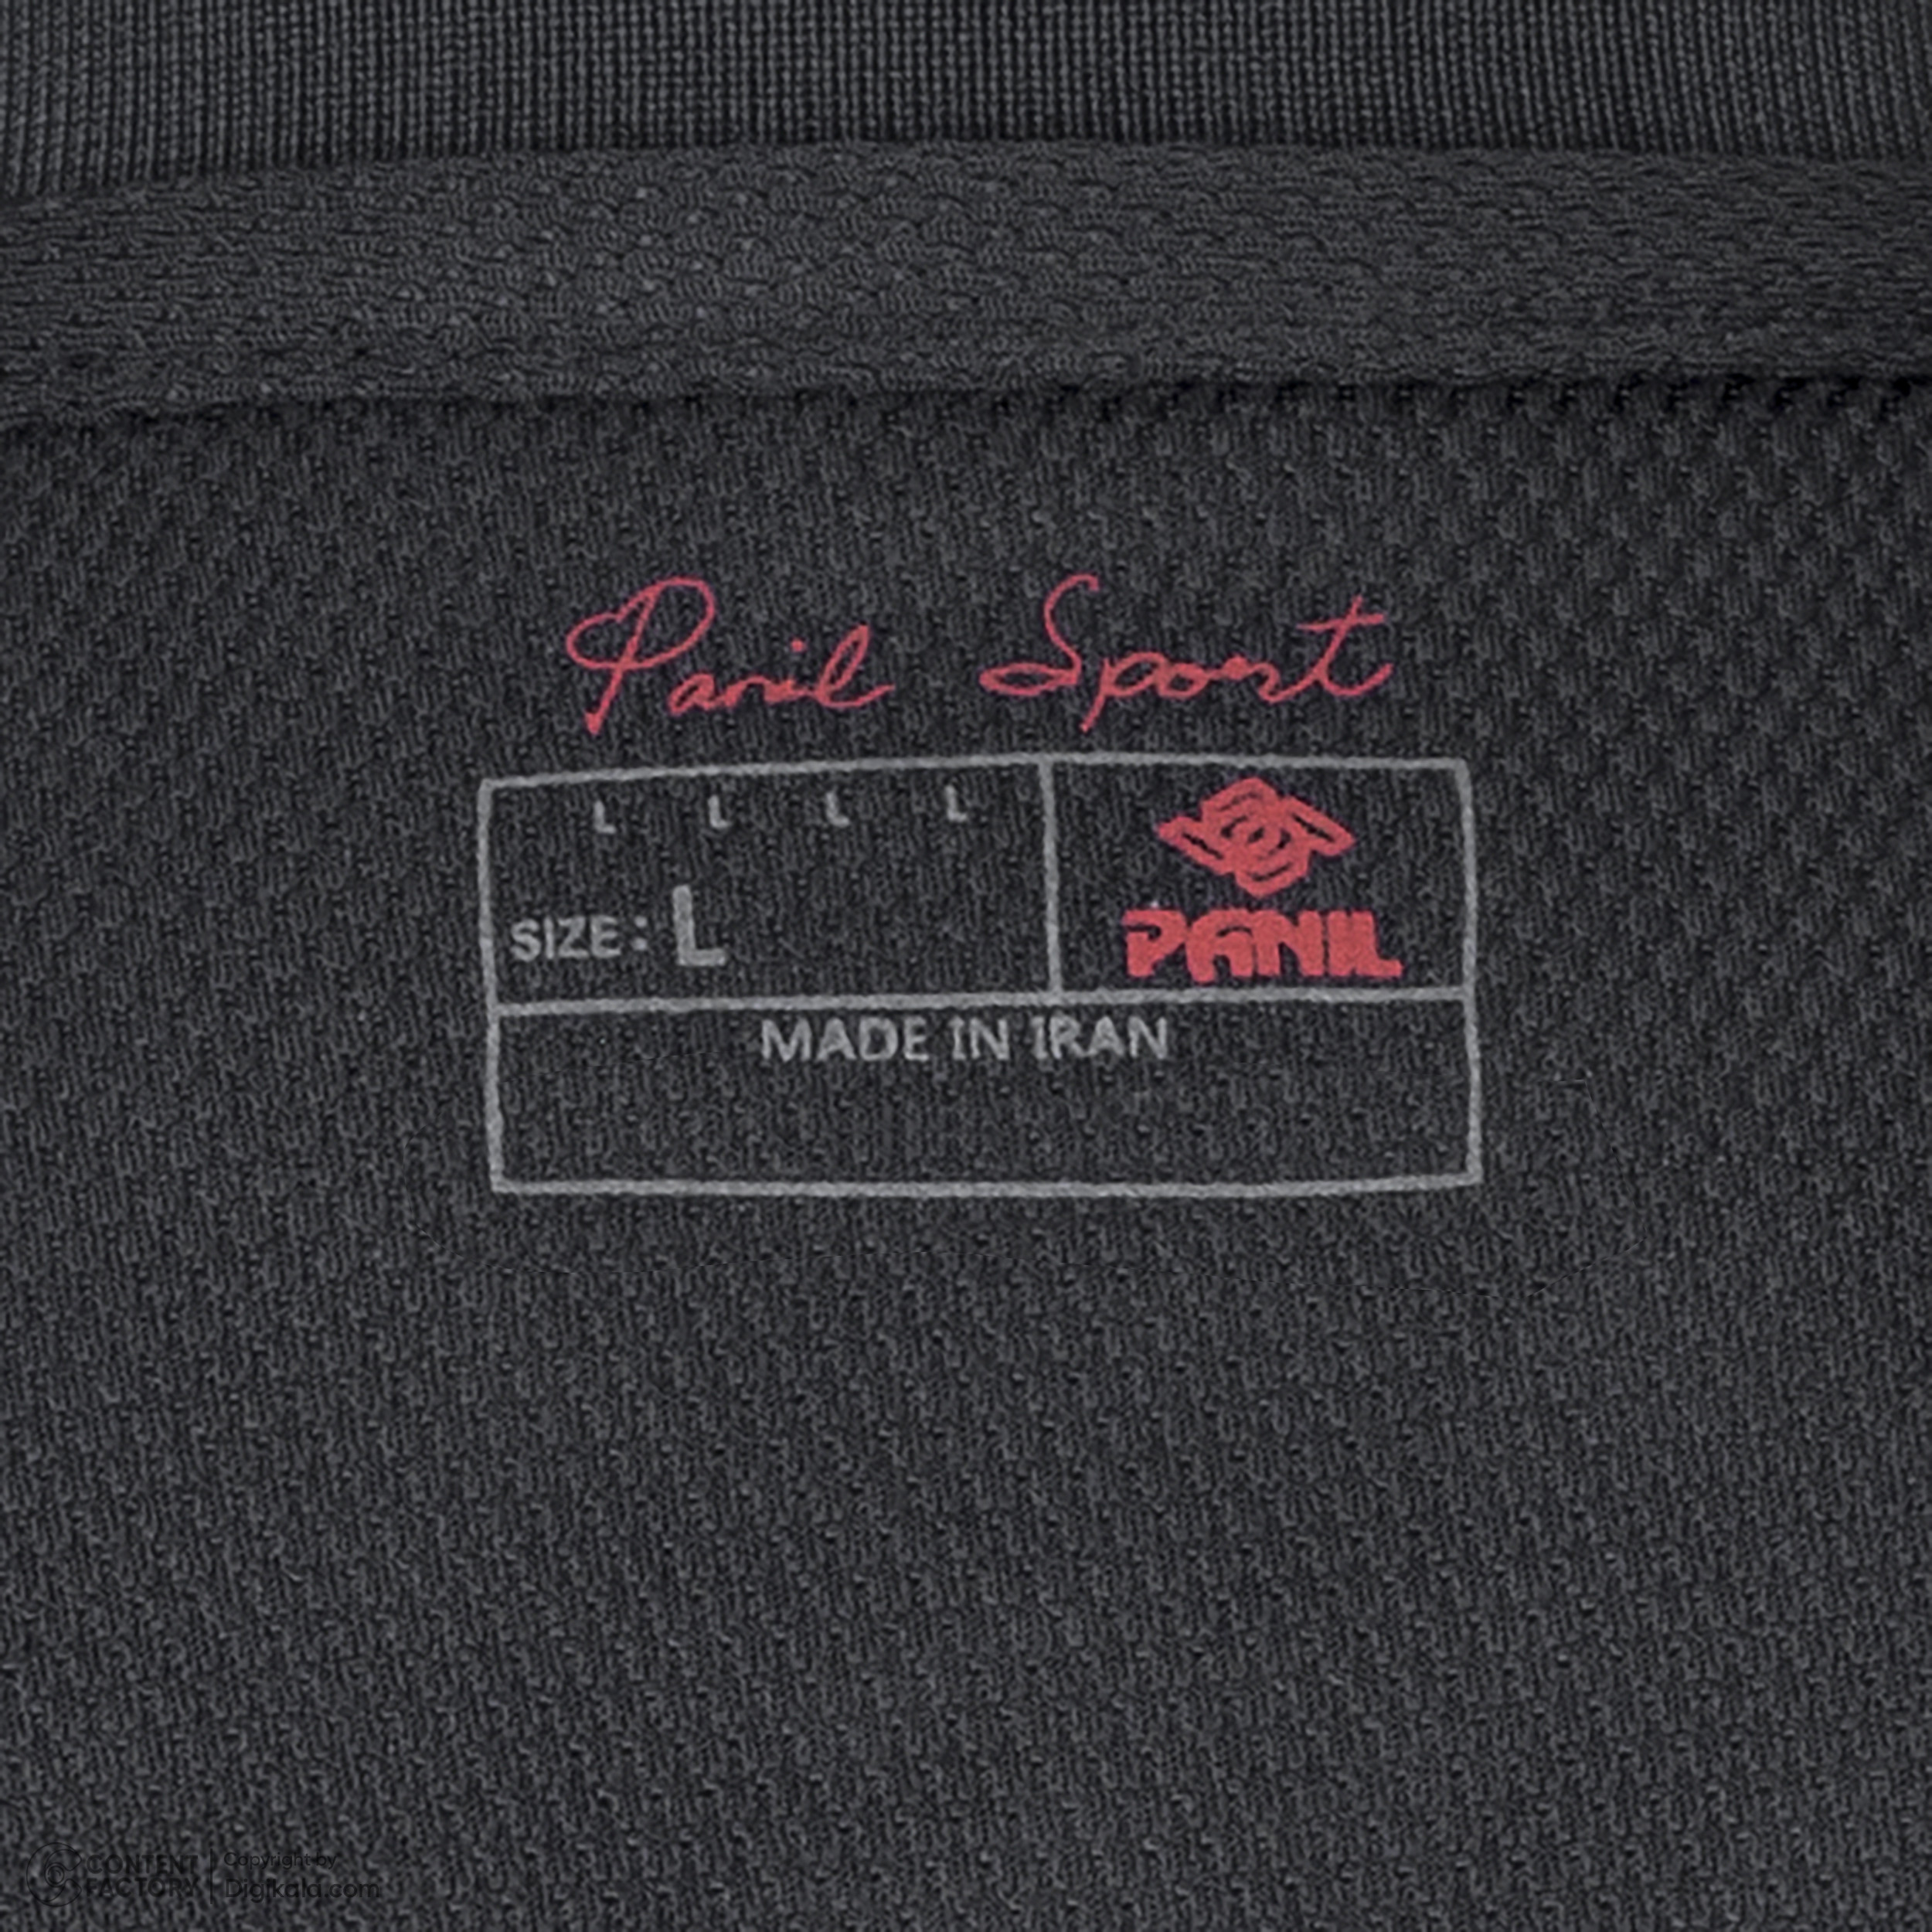 Panil Sport
L L L L
SIZE: L
PANIL
MADE IN IRAN
CONTENT FACTORY
Copyright by
Digikala.com